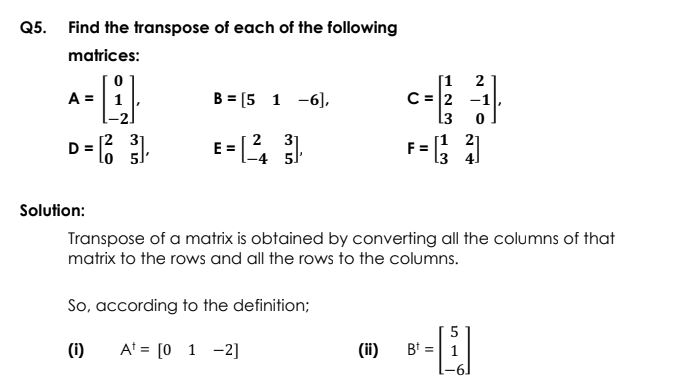 Q5. Find the transpose of each of the following
matrices:
A = [0; 1; −2], B = [5 1 −6], C = [1 2; 2 −1; 3 0],
D = [2 3; 0 5], E = [2 3; −4 5], F = [1 2; 3 4]
Solution:
Transpose of a matrix is obtained by converting all the columns of that
matrix to the rows and all the rows to the columns.
So, according to the definition;
(i) Aᵗ = [0 1 −2] (ii) Bᵗ = [5; 1; −6]